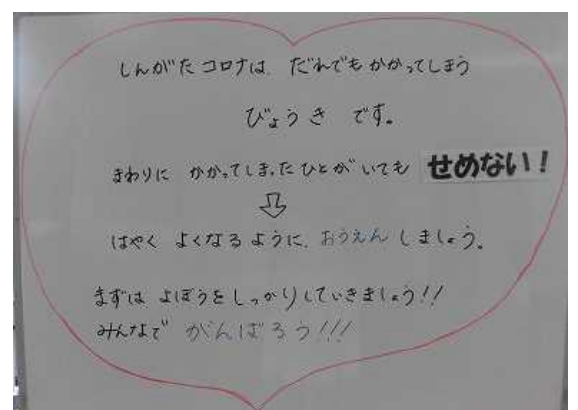 しんがたコロナは、だれでもかかってしまう
びょうき です。
まわりに かかってしまったひとがいても せめない！
⇩
はやく よくなるように、おうえん しましょう。
まずは よぼうをしっかりしていきましょう!!
みんなで がんばろう!!!